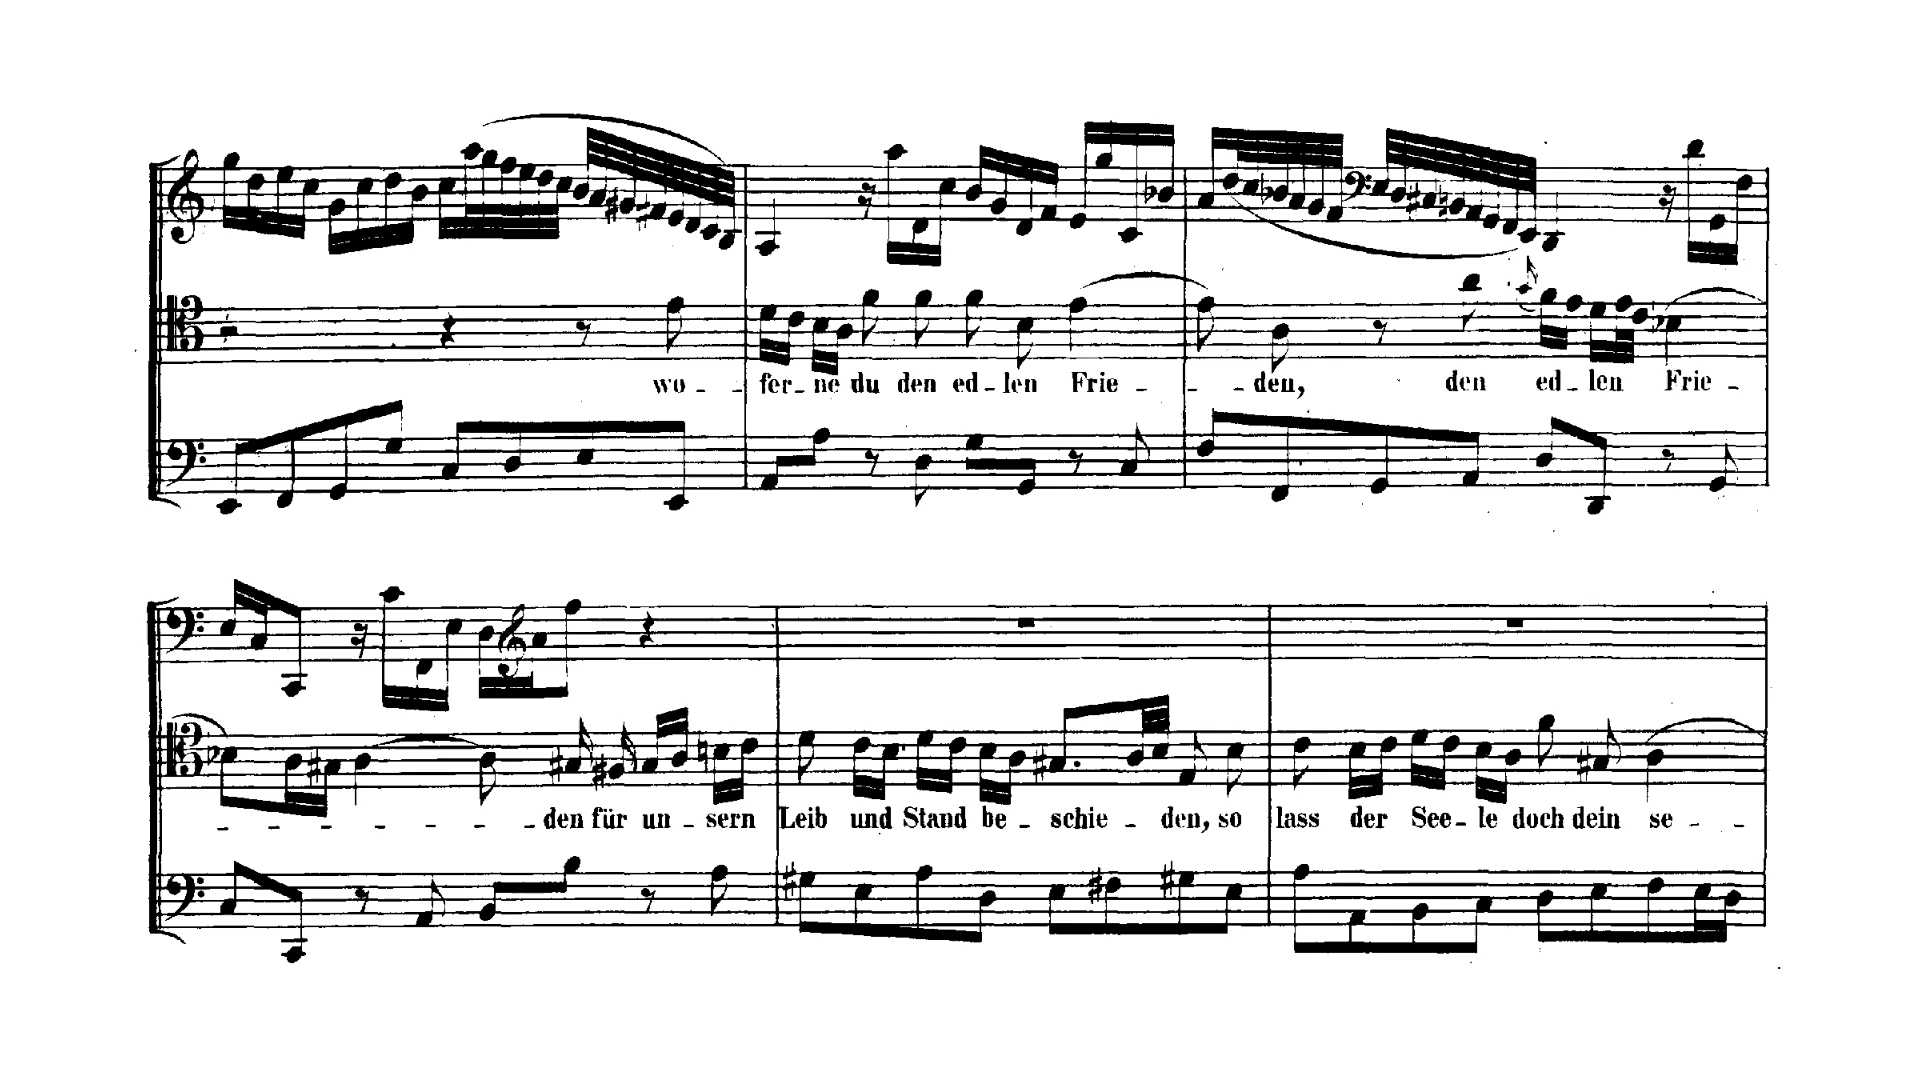 wo - - fer - ne du den ed - len Frie - - - den, den ed - len Frie -
- - - - - - - den für un - sern Leib und Stand be - schie - den, so lass der See - le doch dein se - -